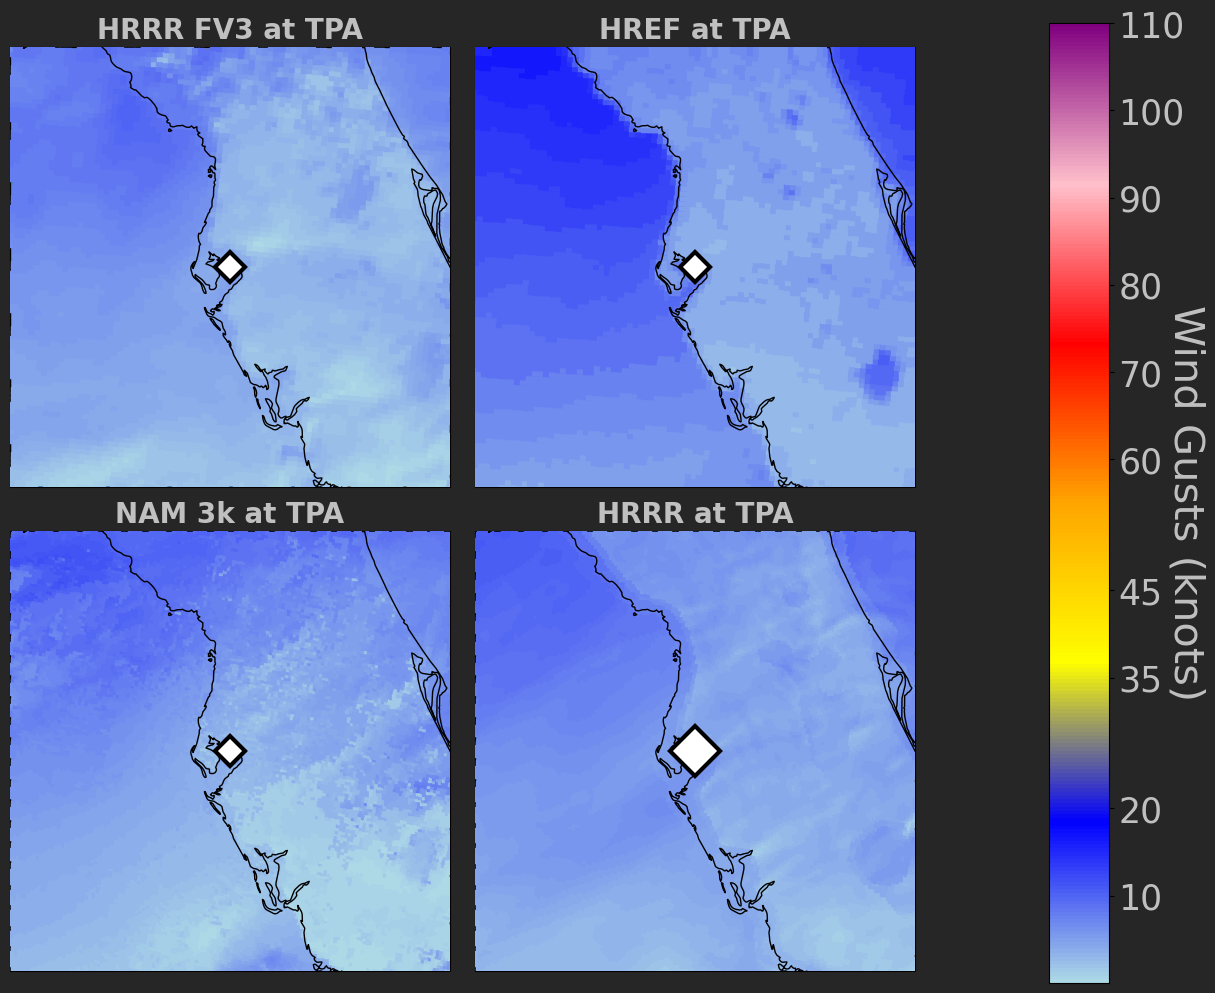 HRRR FV3 at TPA
HREF at TPA
NAM 3k at TPA
HRRR at TPA
110
100
90
80
70
60
45
35
20
10
Wind Gusts (knots)